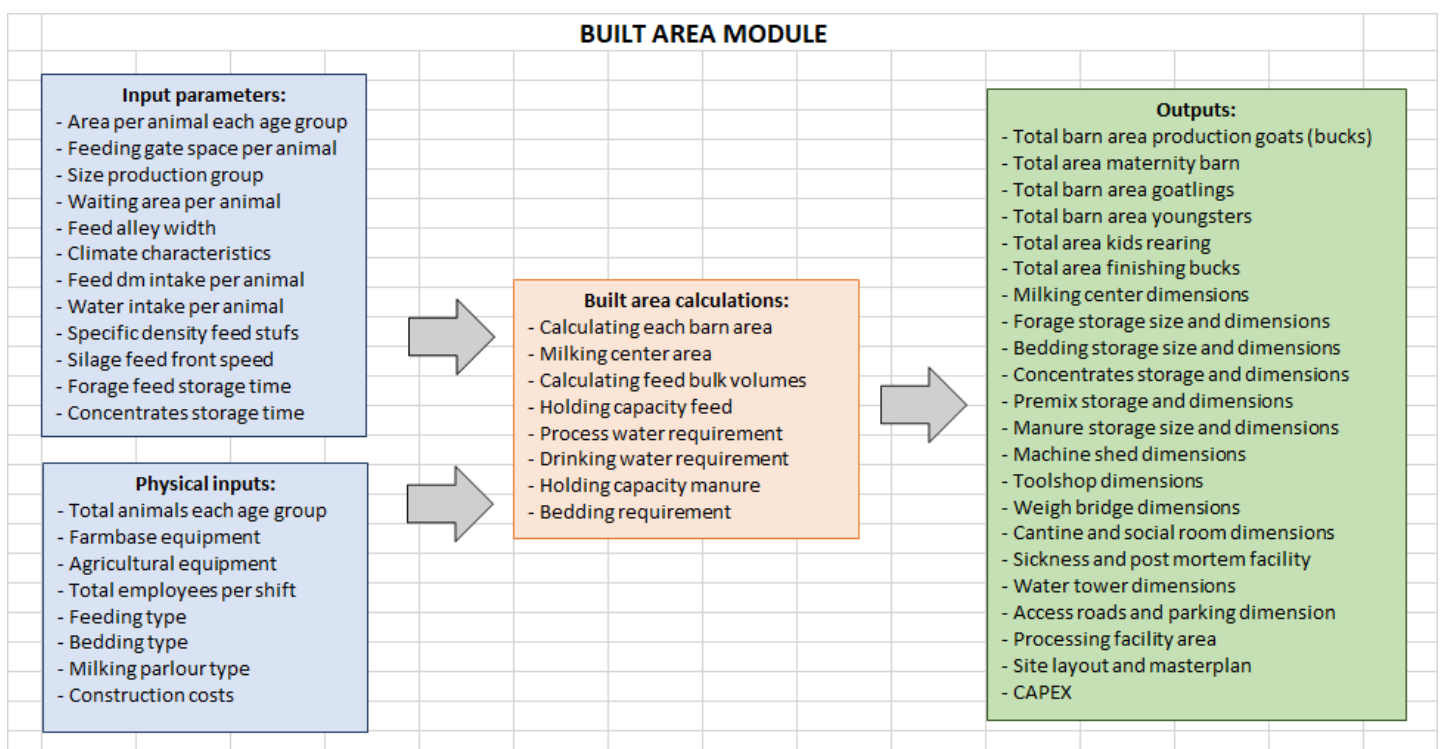 BUILT AREA MODULE
Input parameters:
- Area per animal each age group
- Feeding gate space per animal
- Size production group
- Waiting area per animal
- Feed alley width
- Climate characteristics
- Feed dm intake per animal
- Water intake per animal
- Specific density feed stufs
- Silage feed front speed
- Forage feed storage time
- Concentrates storage time
Physical inputs:
- Total animals each age group
- Farmbase equipment
- Agricultural equipment
- Total employees per shift
- Feeding type
- Bedding type
- Milking parlour type
- Construction costs
Built area calculations:
- Calculating each barn area
- Milking center area
- Calculating feed bulk volumes
- Holding capacity feed
- Process water requirement
- Drinking water requirement
- Holding capacity manure
- Bedding requirement
Outputs:
- Total barn area production goats (bucks)
- Total area maternity barn
- Total barn area goatlings
- Total barn area youngsters
- Total area kids rearing
- Total area finishing bucks
- Milking center dimensions
- Forage storage size and dimensions
- Bedding storage size and dimensions
- Concentrates storage and dimensions
- Premix storage and dimensions
- Manure storage size and dimensions
- Machine shed dimensions
- Toolshop dimensions
- Weigh bridge dimensions
- Cantine and social room dimensions
- Sickness and post mortem facility
- Water tower dimensions
- Access roads and parking dimension
- Processing facility area
- Site layout and masterplan
- CAPEX